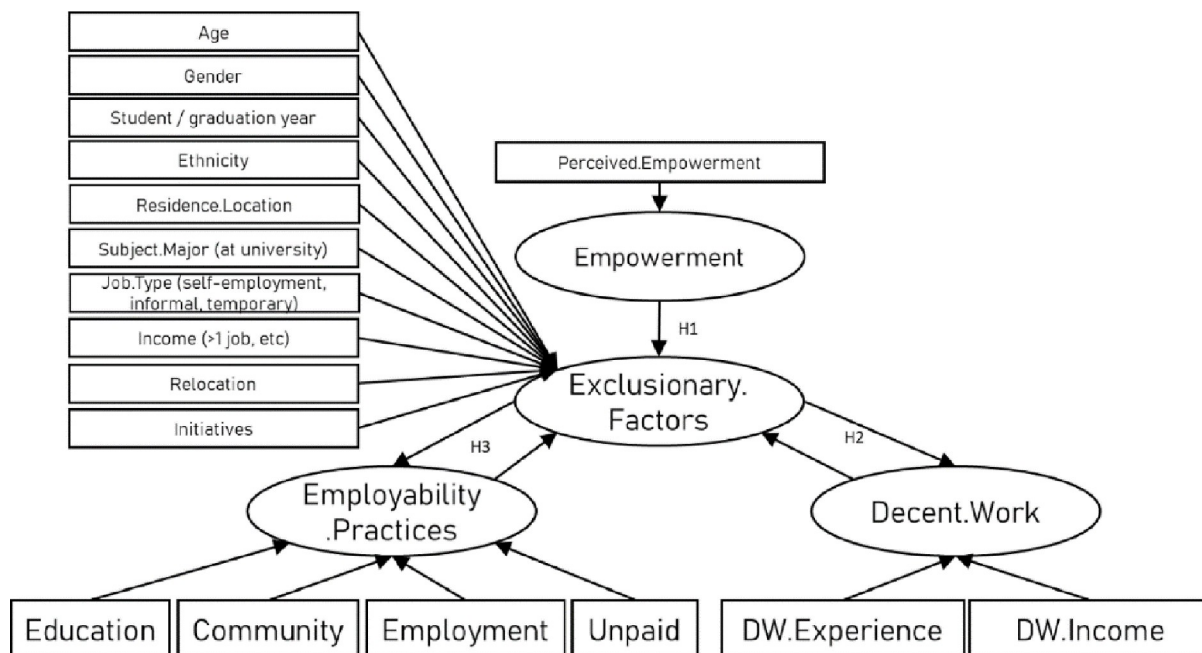 Age
Gender
Student / graduation year
Ethnicity
Residence.Location
Subject.Major (at university)
Job.Type (self-employment,
informal, temporary)
Income (>1 job, etc)
Relocation
Initiatives
Perceived.Empowerment
Empowerment
H1
Exclusionary.
Factors
H3
H2
Employability
.Practices
Decent.Work
Education
Community
Employment
Unpaid
DW.Experience
DW.Income